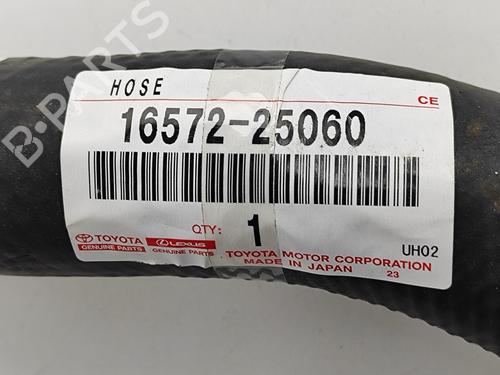 HOSE
CE
16572-25060
QTY: 1
TOYOTA
GENUINE PARTS
LEXUS
GENUINE PARTS
UH02
TOYOTA MOTOR CORPORATION
MADE IN JAPAN 23
B-PARTS